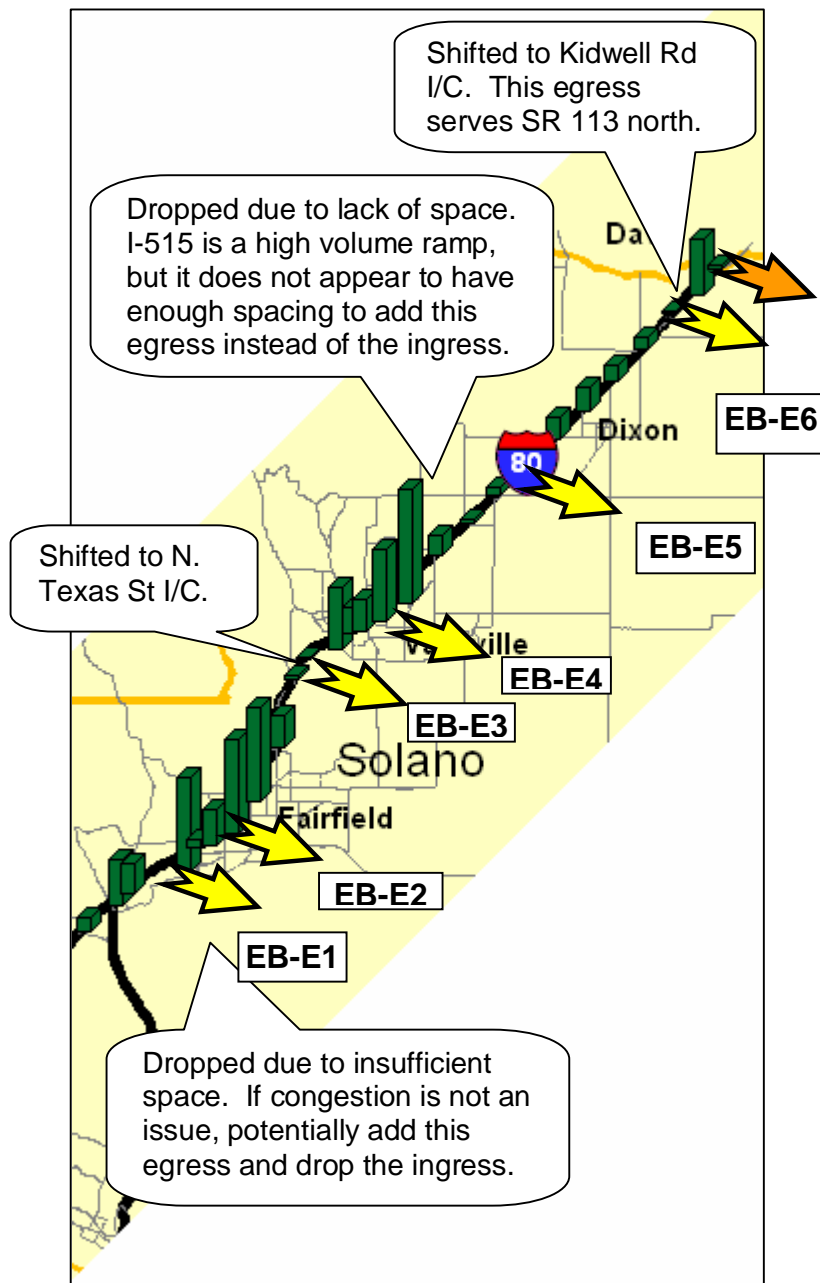 Shifted to Kidwell Rd
I/C.  This egress
serves SR 113 north.
Dropped due to lack of space.
I-515 is a high volume ramp,
but it does not appear to have
enough spacing to add this
egress instead of the ingress.
EB-E6
Dixon
80
EB-E5
Shifted to N.
Texas St I/C.
EB-E4
EB-E3
Solano
Fairfield
EB-E2
EB-E1
Dropped due to insufficient
space.  If congestion is not an
issue, potentially add this
egress and drop the ingress.